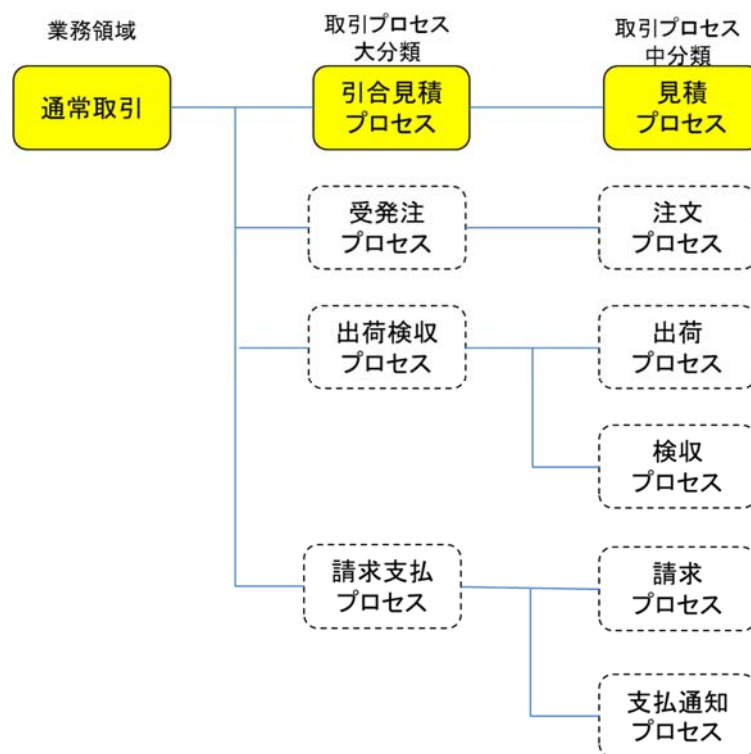 業務領域
取引プロセス
大分類
取引プロセス
中分類
通常取引
引合見積
プロセス
見積
プロセス
受発注
プロセス
注文
プロセス
出荷検収
プロセス
出荷
プロセス
検収
プロセス
請求支払
プロセス
請求
プロセス
支払通知
プロセス